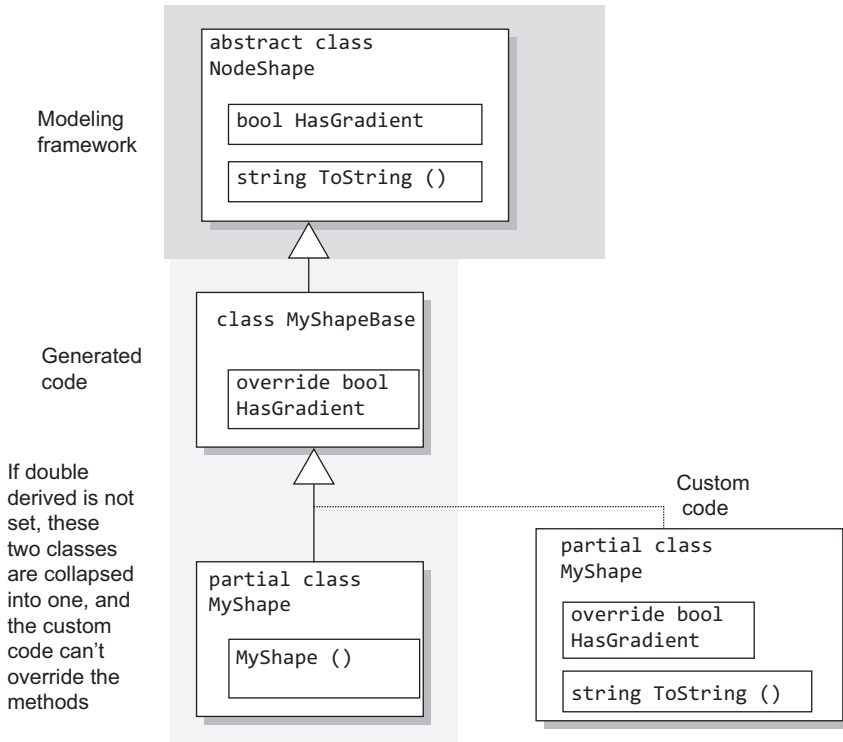 abstract class
NodeShape
bool HasGradient
string ToString ()
Modeling
framework
class MyShapeBase
override bool
HasGradient
Generated
code
If double
derived is not
set, these
two classes
are collapsed
into one, and
the custom
code can’t
override the
methods
partial class
MyShape
MyShape ()
Custom
code
partial class
MyShape
override bool
HasGradient
string ToString ()